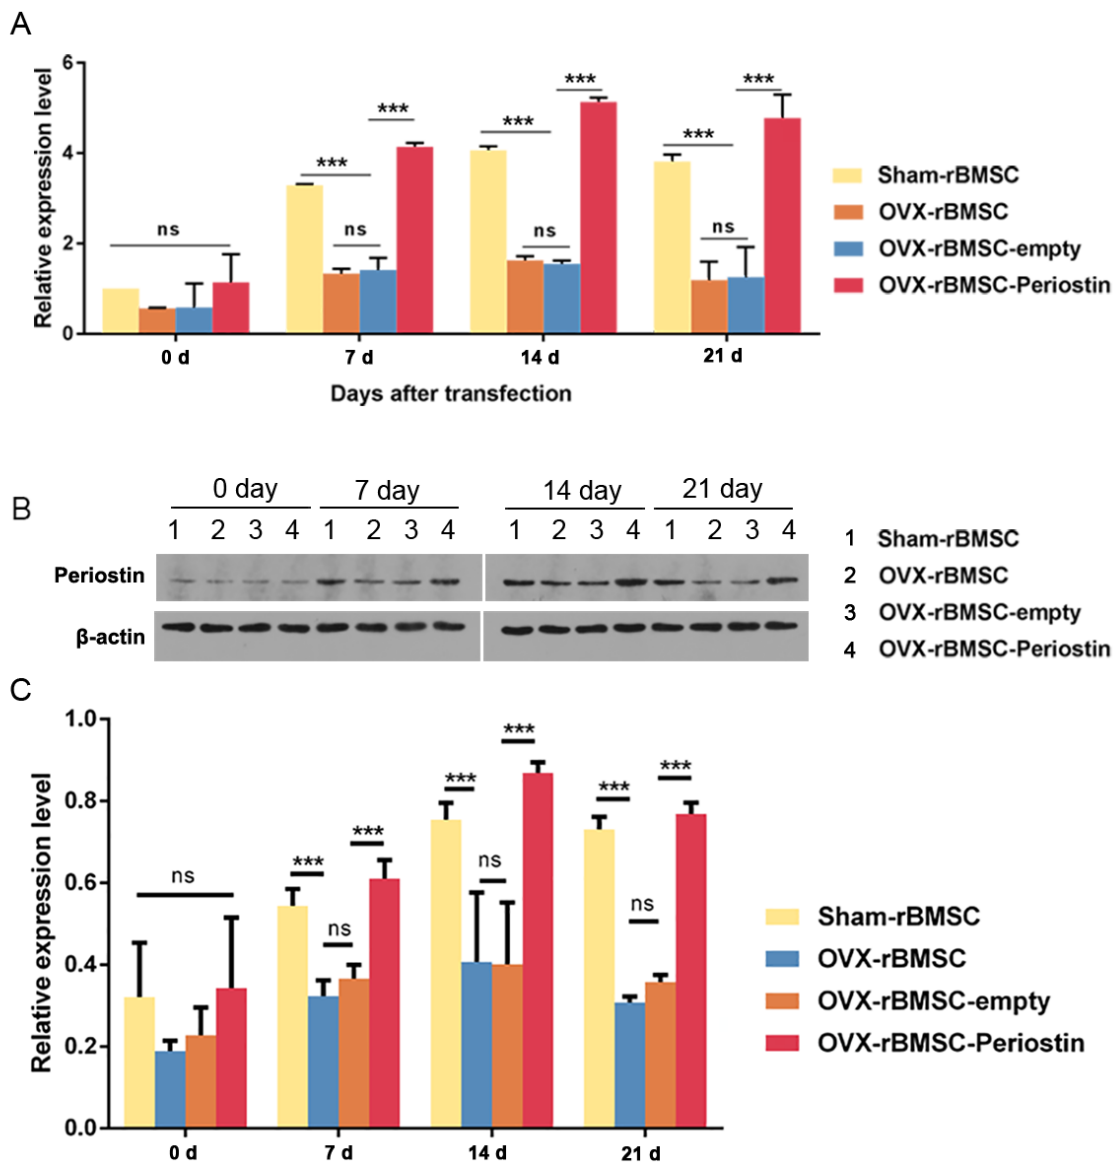 A
Relative expression level
6
4
2
0
ns
***
ns
***
***
ns
***
***
ns
***
0 d
7 d
14 d
21 d
Days after transfection
Sham-rBMSC
OVX-rBMSC
OVX-rBMSC-empty
OVX-rBMSC-Periostin
B
0 day
7 day
14 day
21 day
1 2 3 4 1 2 3 4 1 2 3 4 1 2 3 4
Periostin
β-actin
1 Sham-rBMSC
2 OVX-rBMSC
3 OVX-rBMSC-empty
4 OVX-rBMSC-Periostin
C
Relative expression level
1.0
0.8
0.6
0.4
0.2
0.0
ns
***
ns
***
***
ns
***
***
ns
***
0 d
7 d
14 d
21 d
Sham-rBMSC
OVX-rBMSC
OVX-rBMSC-empty
OVX-rBMSC-Periostin